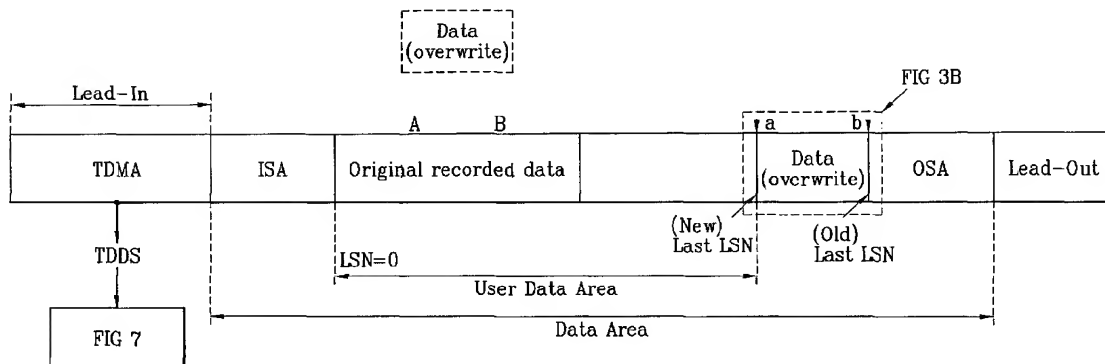 Data
(overwrite)
FIG 3B
Lead-In
A B
a b
TDMA
ISA
Original recorded data
Data
(overwrite)
OSA
Lead-Out
TDDS
LSN=0
(New)
Last LSN
(Old)
Last LSN
User Data Area
Data Area
FIG 7